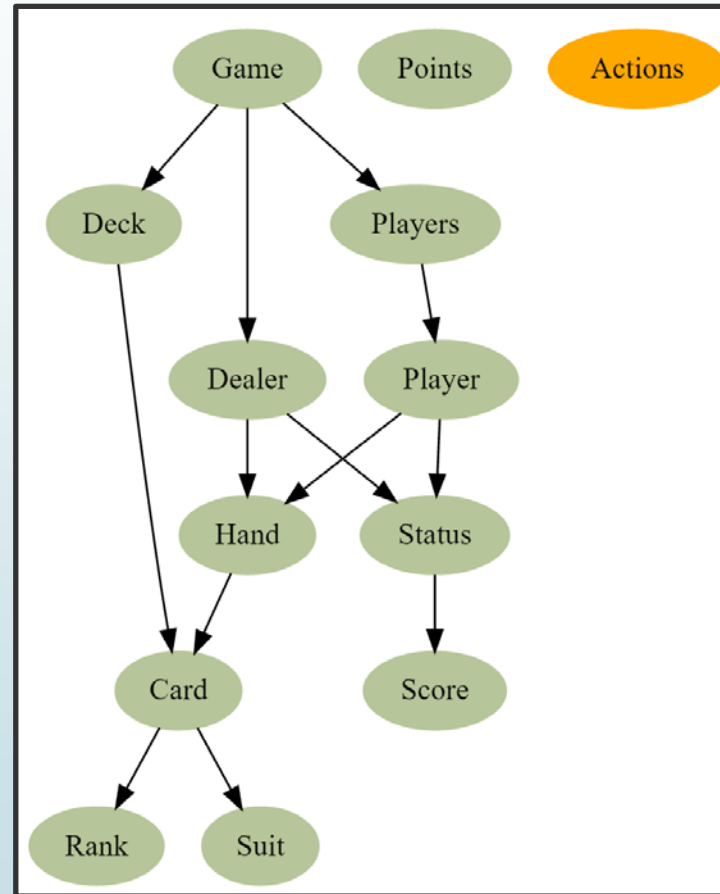 Game
Points
Actions
Deck
Players
Dealer
Player
Hand
Status
Card
Score
Rank
Suit